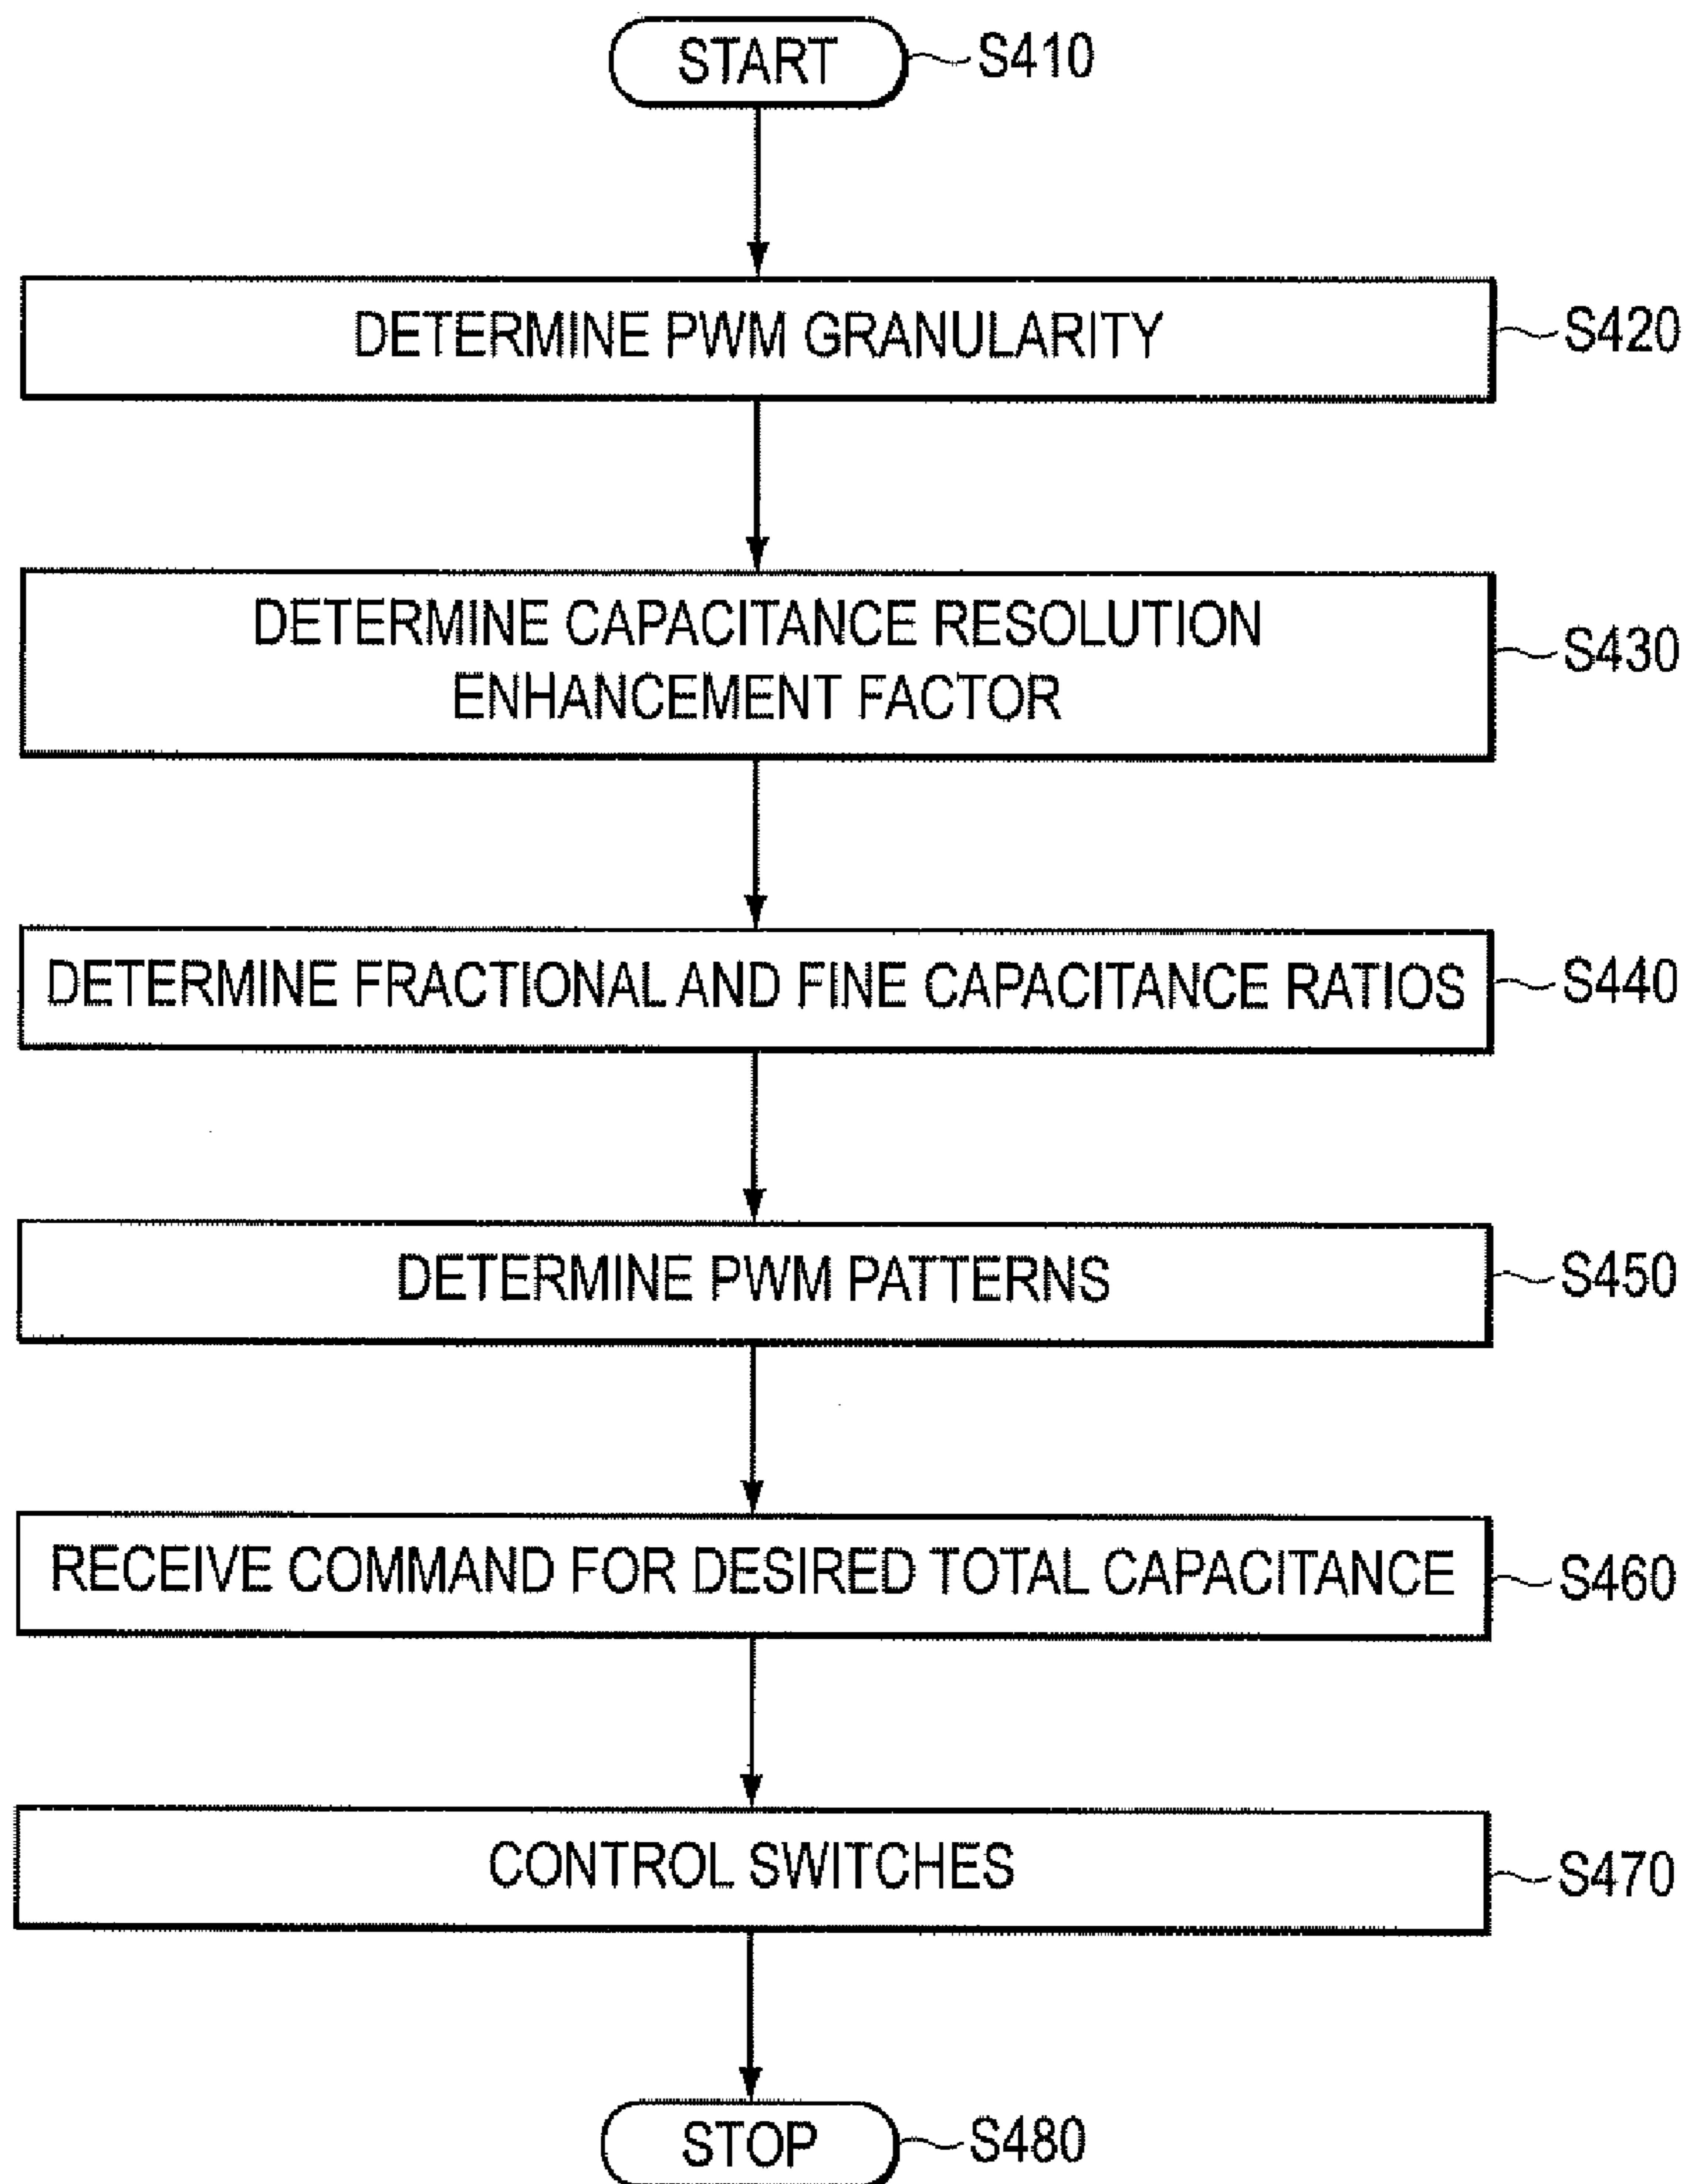 START
S410
DETERMINE PWM GRANULARITY
S420
DETERMINE CAPACITANCE RESOLUTION
ENHANCEMENT FACTOR
S430
DETERMINE FRACTIONAL AND FINE CAPACITANCE RATIOS
S440
DETERMINE PWM PATTERNS
S450
RECEIVE COMMAND FOR DESIRED TOTAL CAPACITANCE
S460
CONTROL SWITCHES
S470
STOP
S480